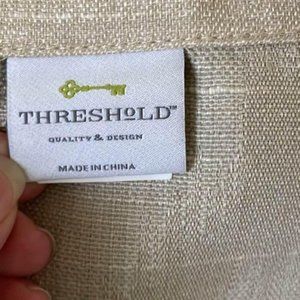 THRESHOLD™
QUALITY & DESIGN
MADE IN CHINA